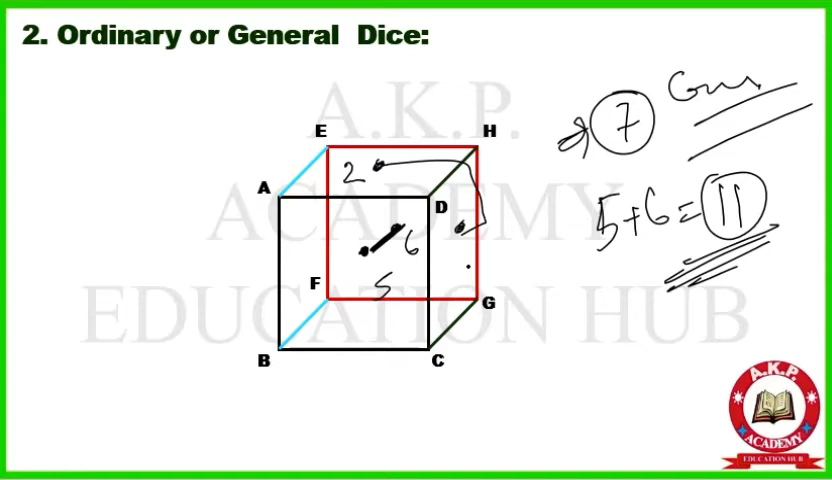 2. Ordinary or General Dice:
A.K.P.
ACADEMY
EDUCATION HUB
E
H
2
7
A
D
6
5+6=11
F
5
G
B
C
A.K.P.
ACADEMY
EDUCATION HUB